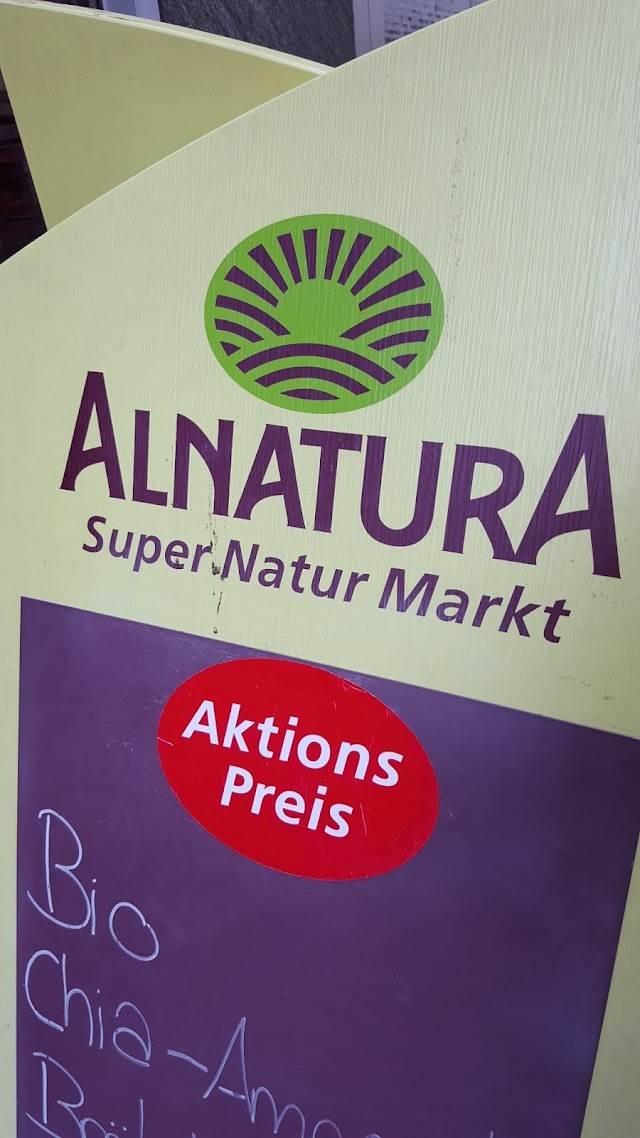 ALNATURA
Super Natur Markt
Aktions
Preis
Bio
Chia-